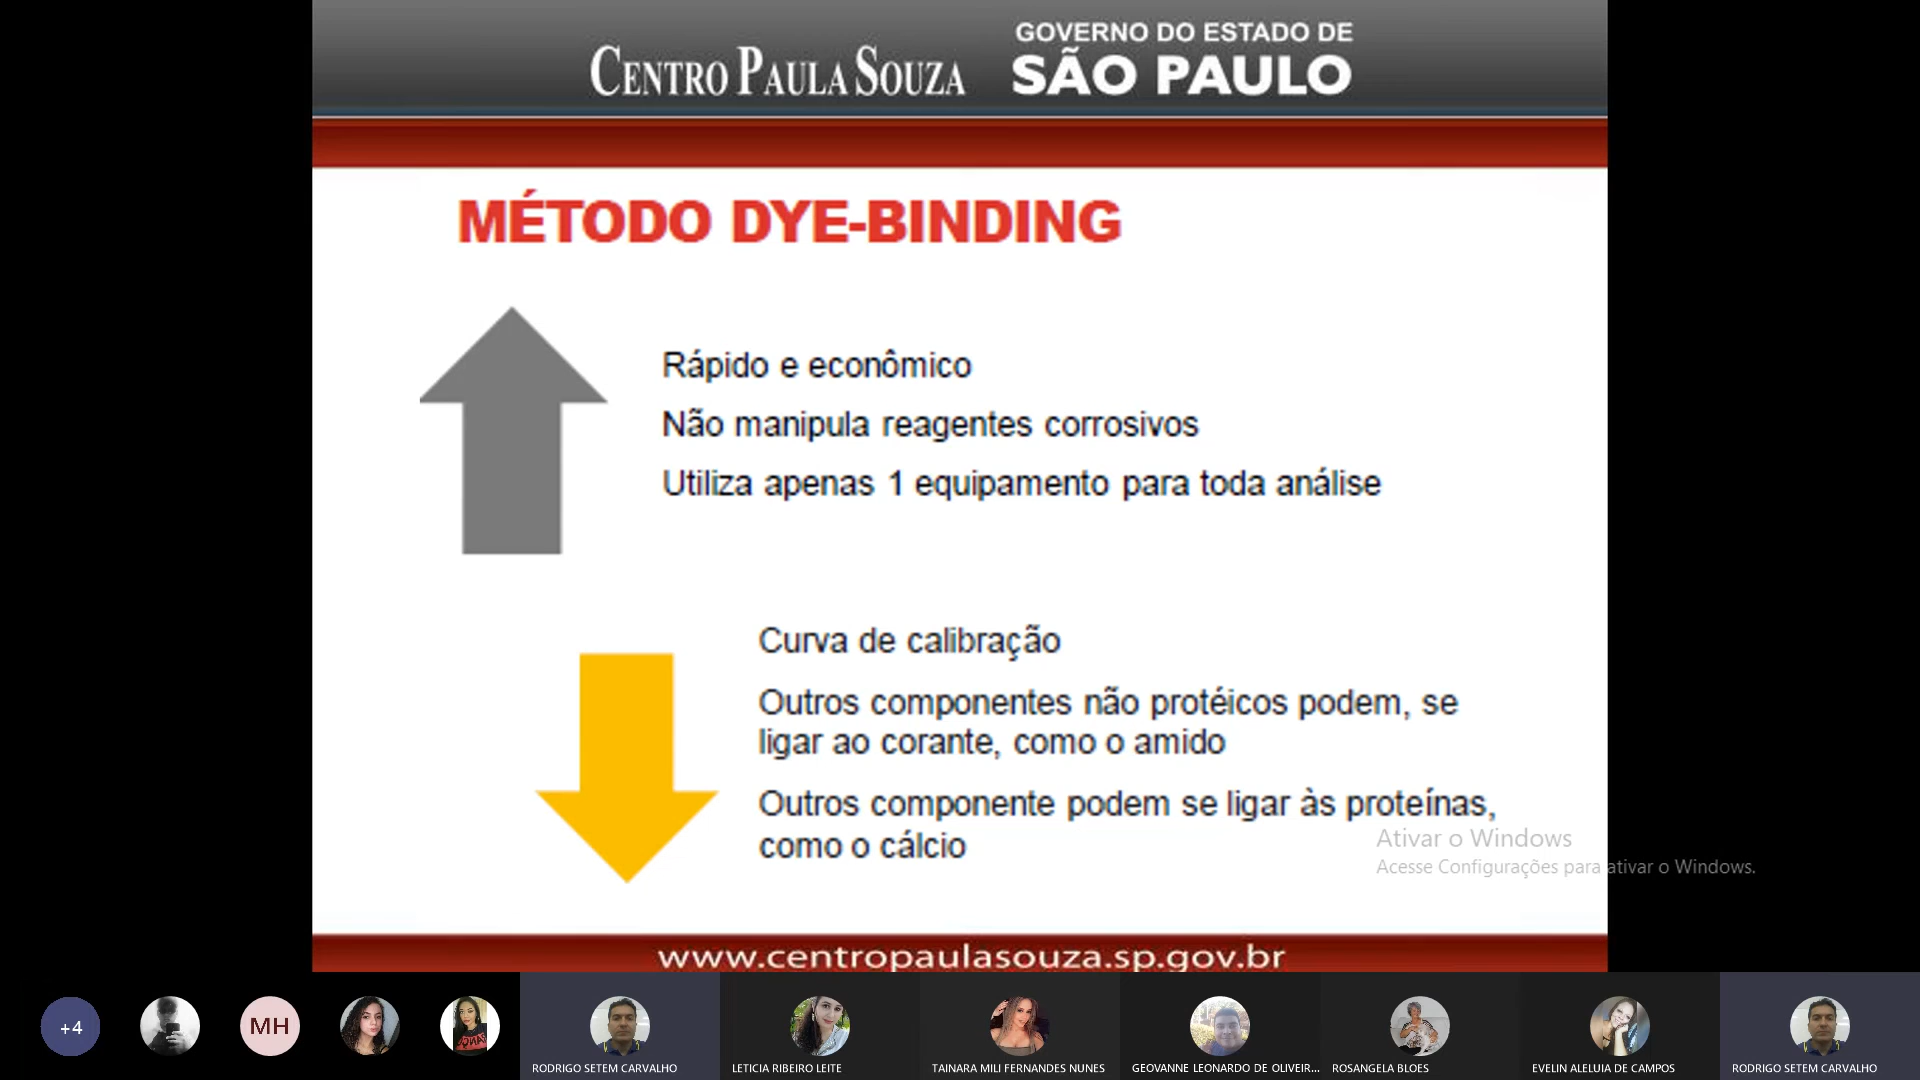 CENTRO PAULA SOUZA
GOVERNO DO ESTADO DE
SÃO PAULO
MÉTODO DYE-BINDING
Rápido e econômico
Não manipula reagentes corrosivos
Utiliza apenas 1 equipamento para toda análise
Curva de calibração
Outros componentes não protéicos podem, se
ligar ao corante, como o amido
Outros componente podem se ligar às proteínas,
como o cálcio
Ativar o Windows
Acesse Configurações para ativar o Windows.
www.centropaulasouza.sp.gov.br
+4
MH
RODRIGO SETEM CARVALHO
LETICIA RIBEIRO LEITE
TAINARA MILI FERNANDES NUNES
GEOVANNE LEONARDO DE OLIVEIR...
ROSANGELA BLOES
EVELIN ALELUIA DE CAMPOS
RODRIGO SETEM CARVALHO